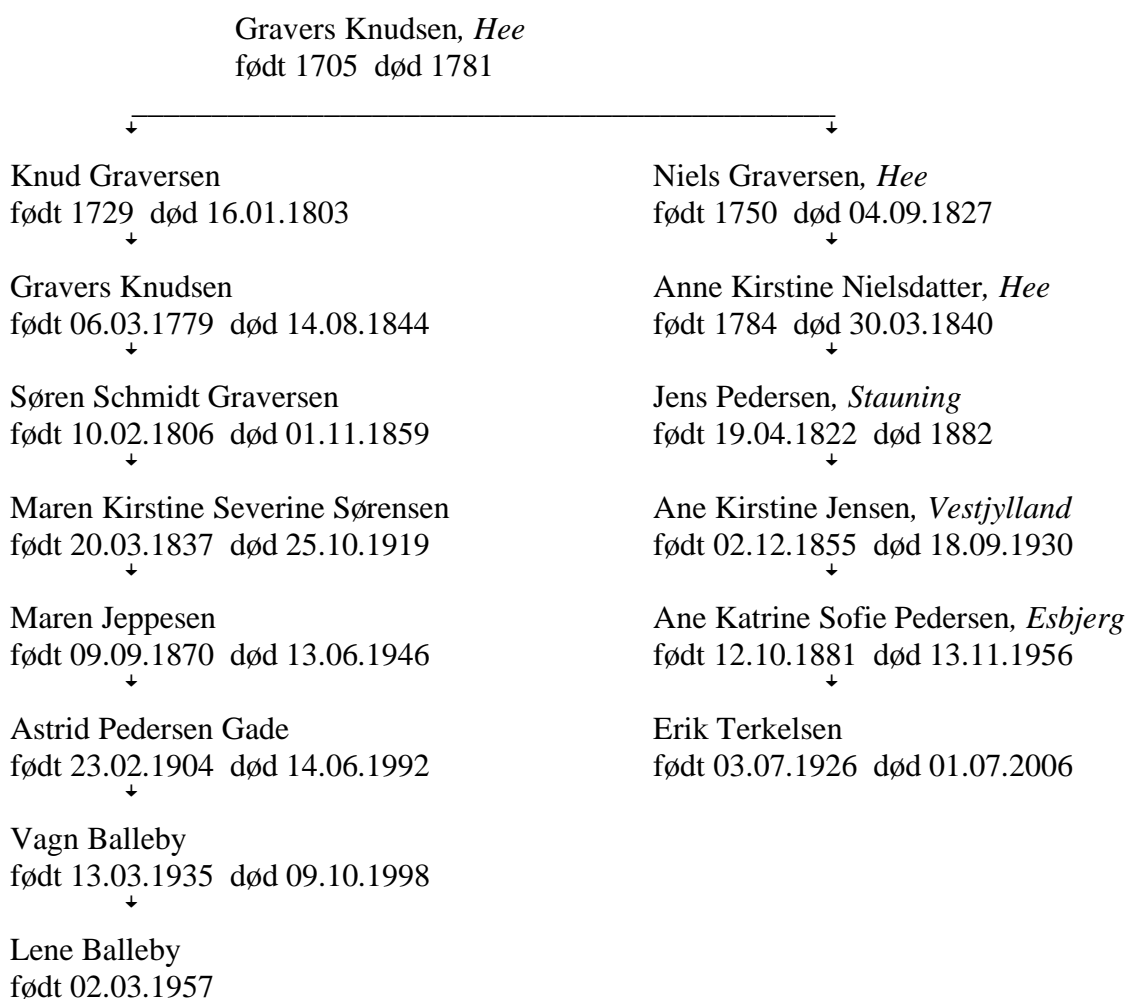 Gravers Knudsen, Hee
født 1705 død 1781
Knud Graversen
født 1729 død 16.01.1803
Gravers Knudsen
født 06.03.1779 død 14.08.1844
Søren Schmidt Graversen
født 10.02.1806 død 01.11.1859
Maren Kirstine Severine Sørensen
født 20.03.1837 død 25.10.1919
Maren Jeppesen
født 09.09.1870 død 13.06.1946
Astrid Pedersen Gade
født 23.02.1904 død 14.06.1992
Vagn Balleby
født 13.03.1935 død 09.10.1998
Lene Balleby
født 02.03.1957
Niels Graversen, Hee
født 1750 død 04.09.1827
Anne Kirstine Nielsdatter, Hee
født 1784 død 30.03.1840
Jens Pedersen, Stauning
født 19.04.1822 død 1882
Ane Kirstine Jensen, Vestjylland
født 02.12.1855 død 18.09.1930
Ane Katrine Sofie Pedersen, Esbjerg
født 12.10.1881 død 13.11.1956
Erik Terkelsen
født 03.07.1926 død 01.07.2006